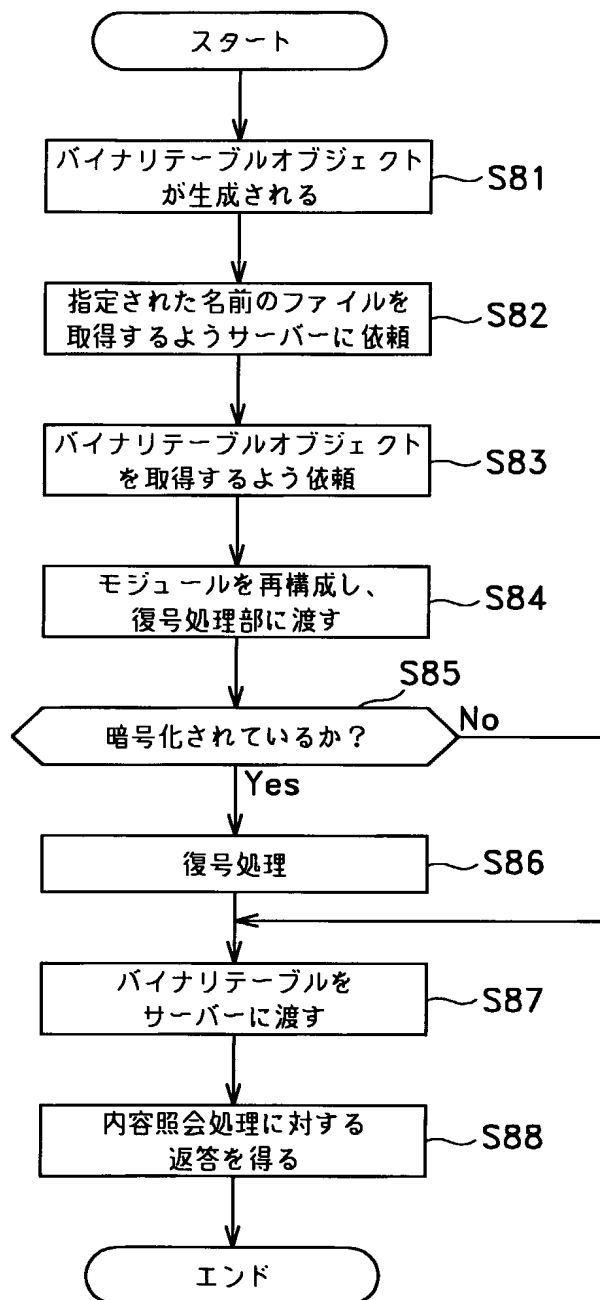 スタート
バイナリテーブルオブジェクト
が生成される
S81
指定された名前のファイルを
取得するようサーバーに依頼
S82
バイナリテーブルオブジェクト
を取得するよう依頼
S83
モジュールを再構成し、
復号処理部に渡す
S84
S85
暗号化されているか？
No
Yes
復号処理
S86
バイナリテーブルを
サーバーに渡す
S87
内容照会処理に対する
返答を得る
S88
エンド